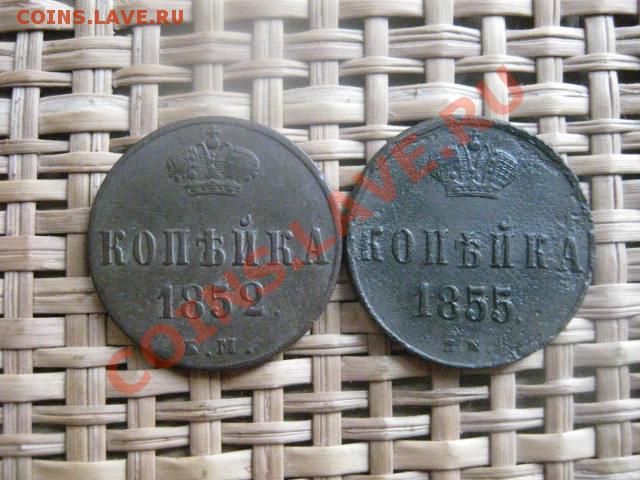 COINS.LAVE.RU
КОПѢЙКА
1852.
Е.М.
КОПѢЙКА
1855.
COINS.LAVE.RU